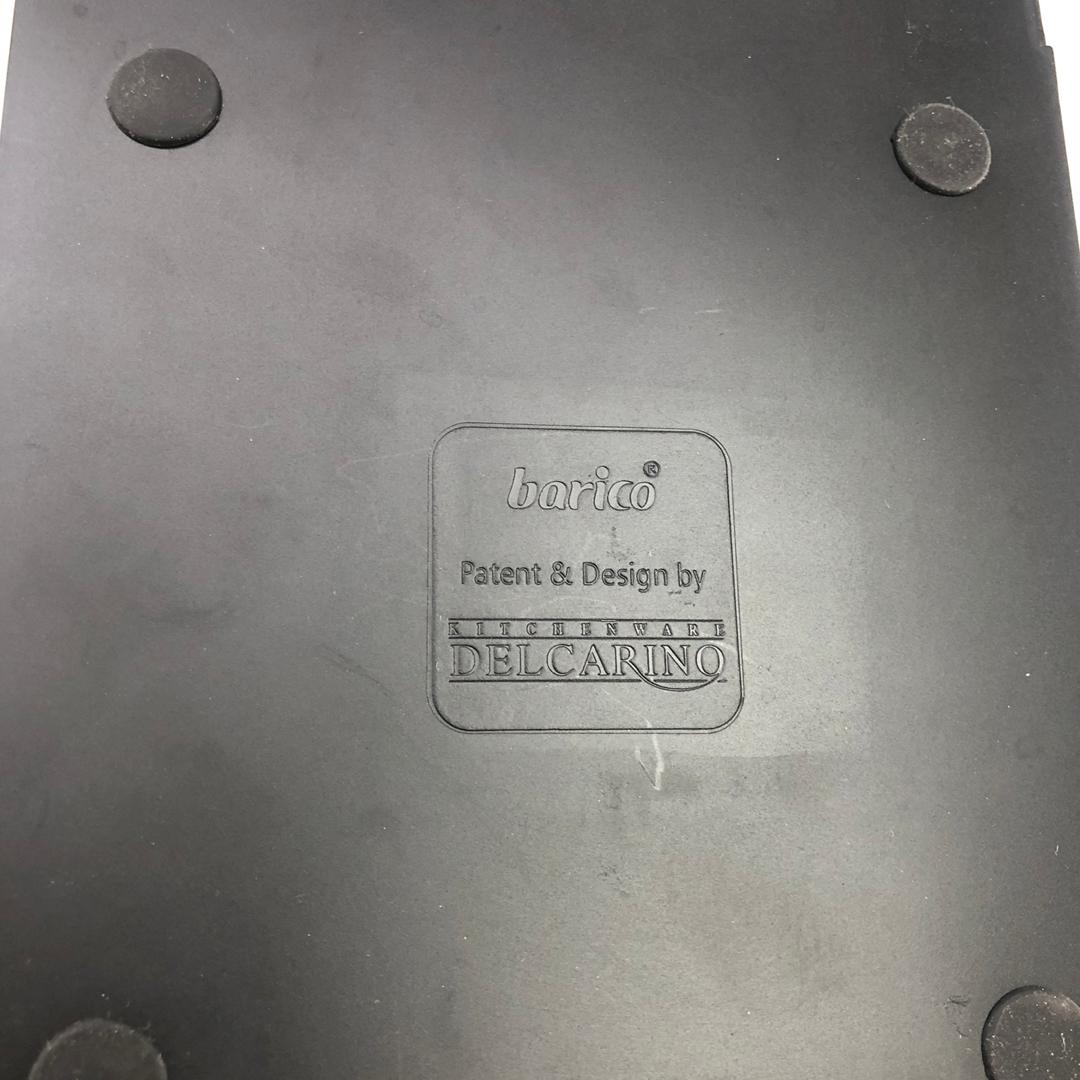 barico®
Patent & Design by
KITCHENWARE
DELCARINO